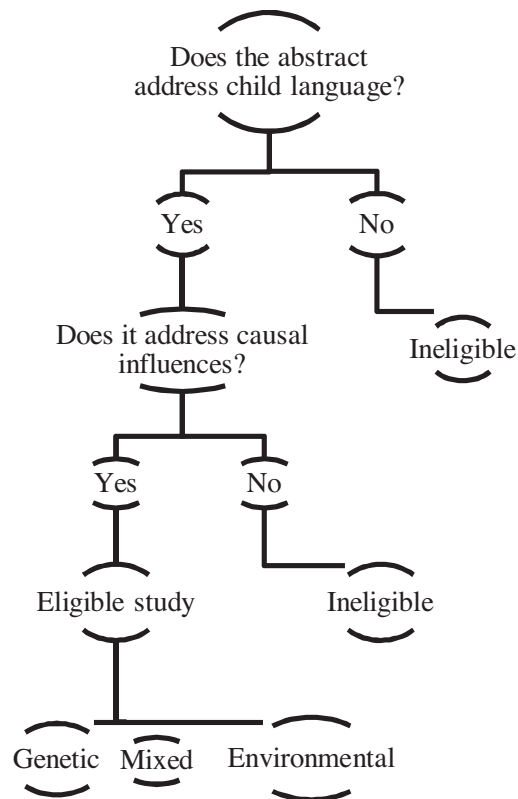 Does the abstract
address child language?
Yes
No
Does it address causal
influences?
Ineligible
Yes
No
Eligible study
Ineligible
Genetic
Mixed
Environmental